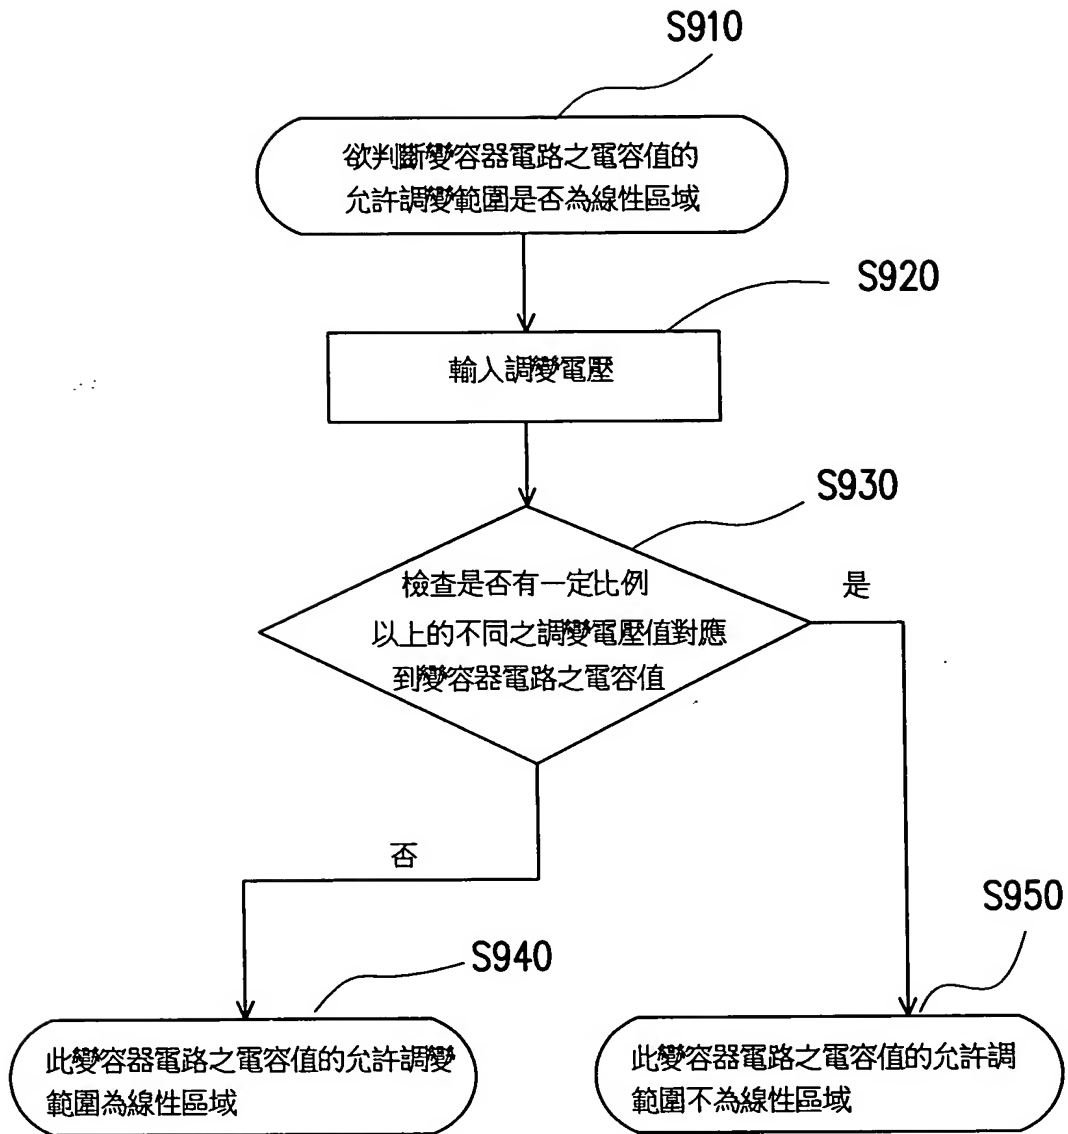 S910
欲判斷變容器電路之電容值的
允許調變範圍是否為線性區域
S920
輸入調變電壓
S930
檢查是否有一定比例
以上的不同之調變電壓值對應
到變容器電路之電容值
是
否
S940
此變容器電路之電容值的允許調變
範圍為線性區域
S950
此變容器電路之電容值的允許調
範圍不為線性區域